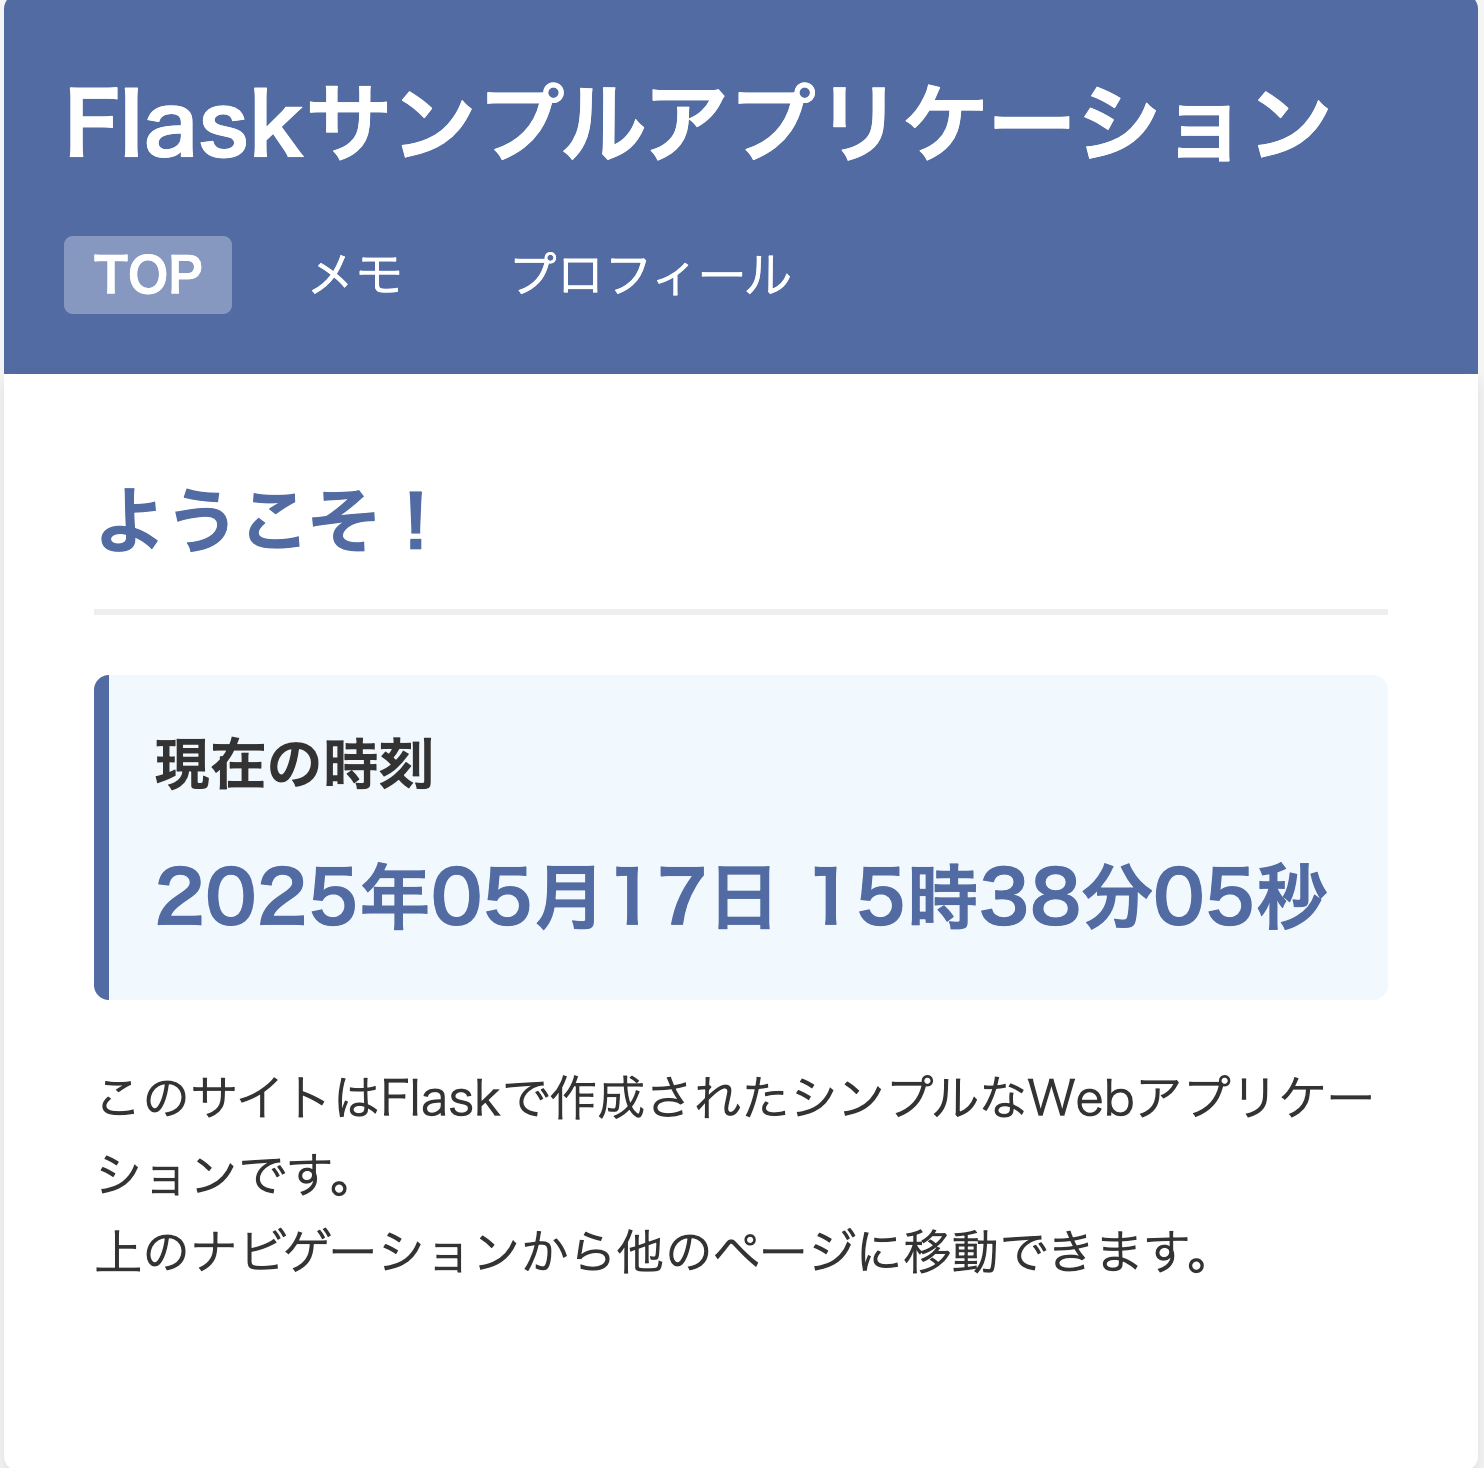 Flaskサンプルアプリケーション
TOP メモ プロフィール
ようこそ！
現在の時刻
2025年05月17日 15時38分05秒
このサイトはFlaskで作成されたシンプルなWebアプリケー
ションです。
上のナビゲーションから他のページに移動できます。